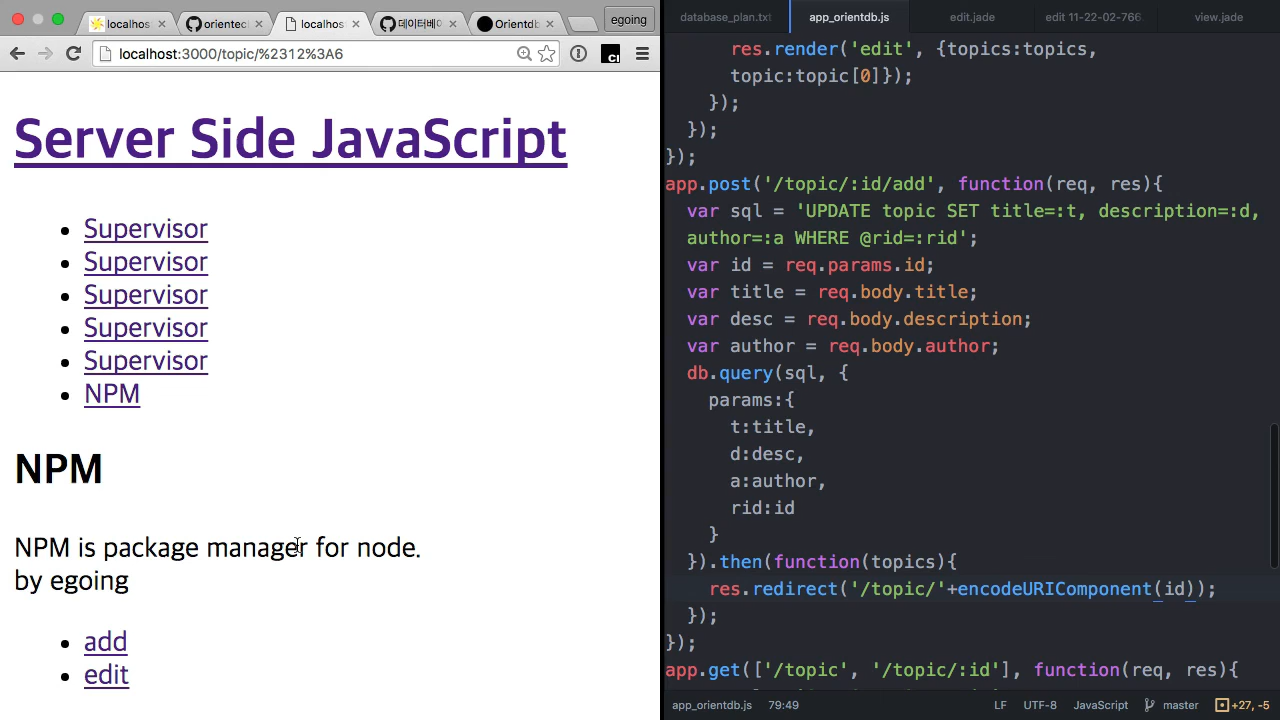 localhos
orientec
localhos
데이터베이
Orientdb
egoing
localhost:3000/topic/%2312%3A6
Server Side JavaScript
Supervisor
Supervisor
Supervisor
Supervisor
Supervisor
NPM
NPM
NPM is package manager for node.
by egoing
add
edit
database_plan.txt
app_orientdb.js
edit.jade
edit 11-22-02-766
view.jade
res.render('edit', {topics:topics,
topic:topic[0]});
});
});
});
app.post('/topic/:id/add', function(req, res){
var sql = 'UPDATE topic SET title=:t, description=:d,
author=:a WHERE @rid=:rid';
var id = req.params.id;
var title = req.body.title;
var desc = req.body.description;
var author = req.body.author;
db.query(sql, {
params:{
t:title,
d:desc,
a:author,
rid:id
}
}).then(function(topics){
res.redirect('/topic/'+encodeURIComponent(id));
});
});
app.get(['/topic', '/topic/:id'], function(req, res){
app_orientdb.js
79:49
LF
UTF-8
JavaScript
master
+27, -5